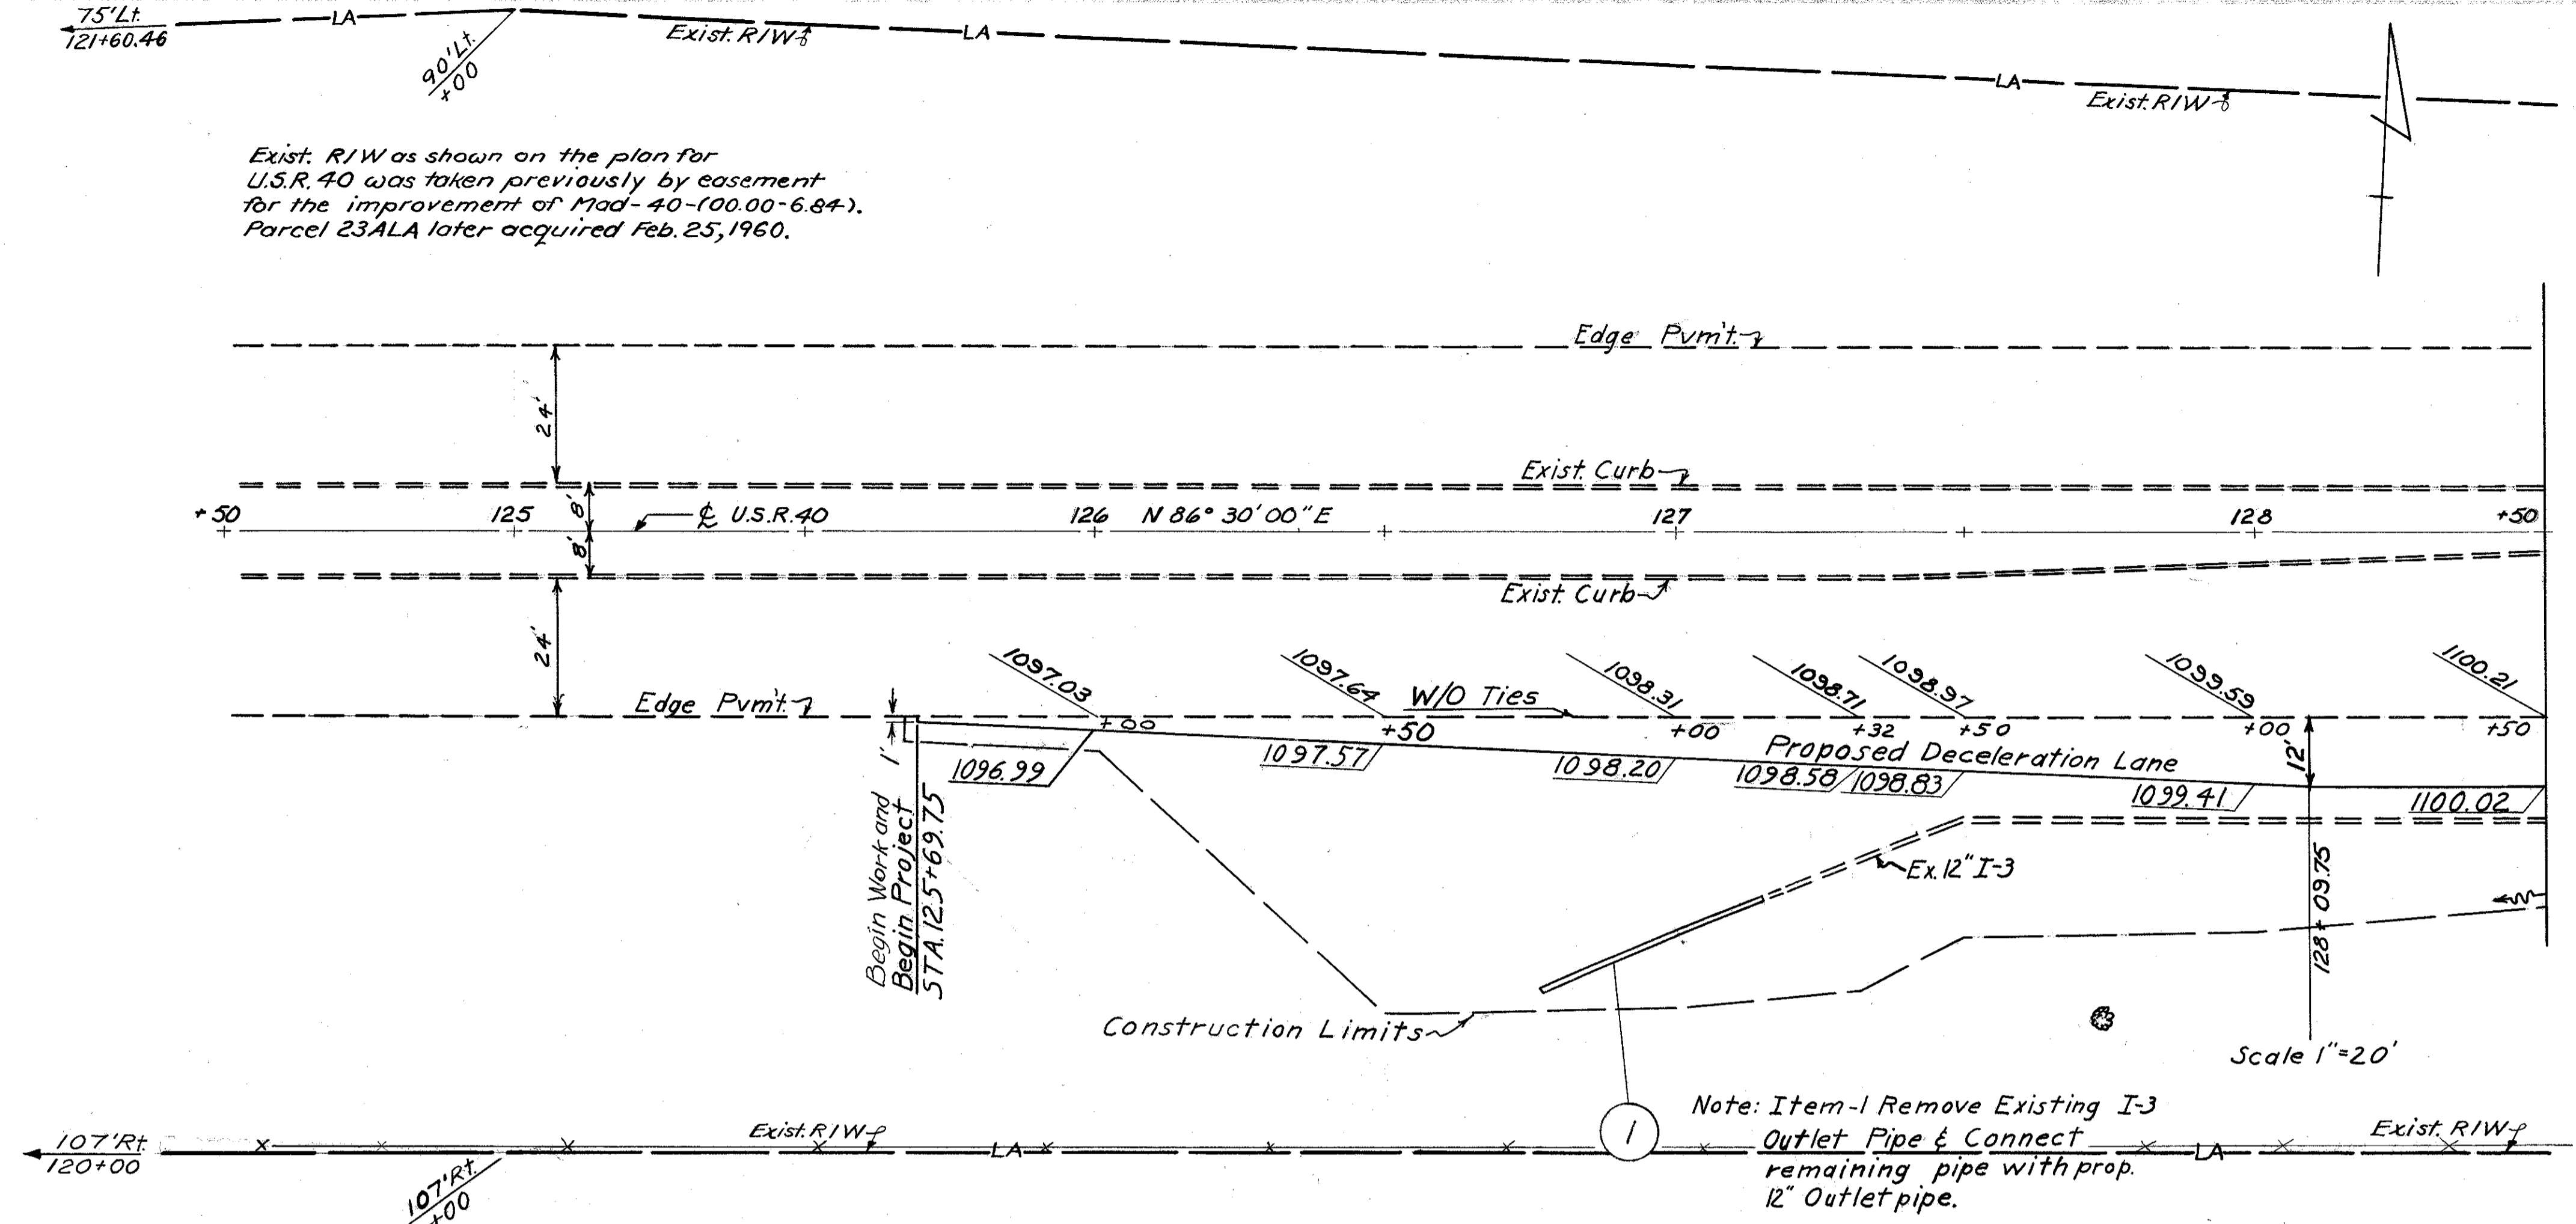 75' Lt.
121+60.46
LA
90' Lt.
+00
Exist. R/W
LA
LA
Exist. R/W
Exist. R/W as shown on the plan for
U.S.R. 40 was taken previously by easement
for the improvement of Mad-40-(00.00-6.84).
Parcel 23ALA later acquired Feb. 25, 1960.
Edge Pvm't.
24'
Exist. Curb
+50
125
8'
℄ U.S.R. 40
126
N 86° 30' 00" E
127
128
+50
8'
Exist. Curb
24'
1097.03
1097.64
1098.31
1098.71
1098.97
1099.59
1100.21
Edge Pvm't.
W/O Ties
+00
+50
+00
+32
+50
+00
+50
1"
Proposed Deceleration Lane
12'
1096.99
1097.57
1098.20
1098.58
1098.83
1099.41
1100.02
Begin Work and
Begin Project
STA. 125+69.75
Ex. 12" I-3
128+09.75
Construction Limits
Scale 1"=20'
107' Rt.
120+00
107' Rt.
+00
Exist. R/W
LA
1
Note: Item-1 Remove Existing I-3
Outlet Pipe & Connect
remaining pipe with prop.
12" Outlet pipe.
LA
Exist. R/W